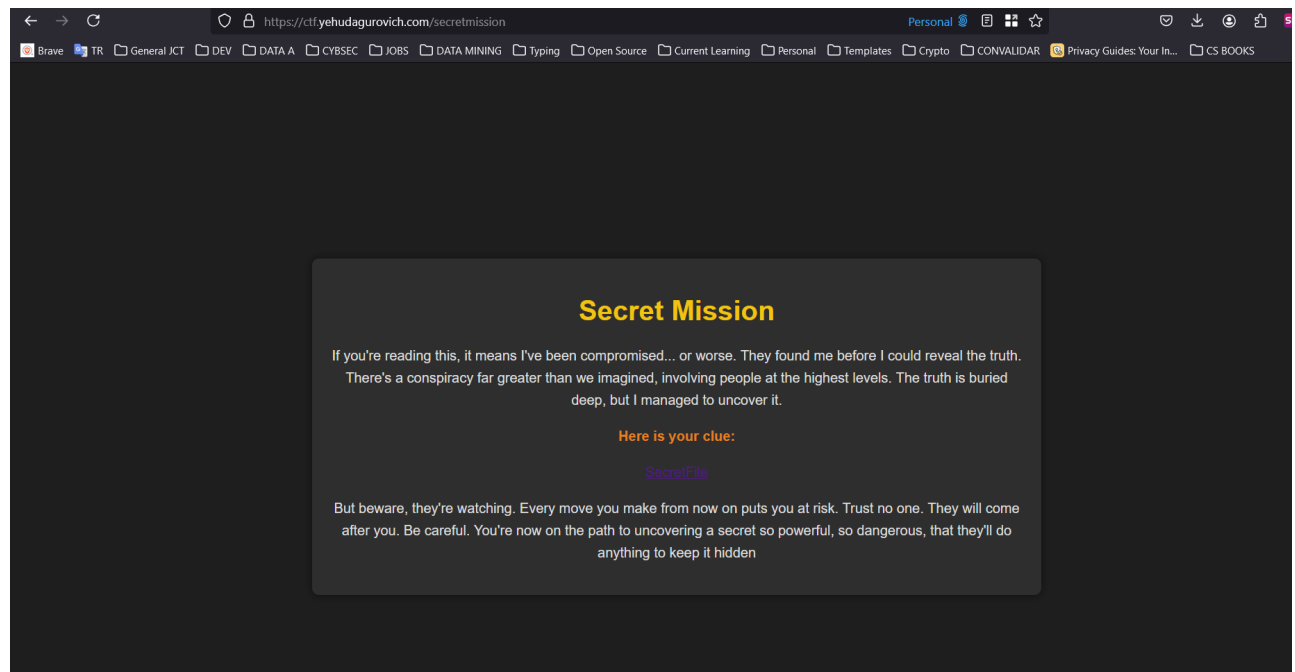 https://ctf.yehudagurovich.com/secretmission
Personal
Brave TR General JCT DEV DATA A CYBSEC JOBS DATA MINING Typing Open Source Current Learning Personal Templates Crypto CONVALIDAR Privacy Guides: Your In... CS BOOKS
Secret Mission
If you're reading this, it means I've been compromised... or worse. They found me before I could reveal the truth.
There's a conspiracy far greater than we imagined, involving people at the highest levels. The truth is buried
deep, but I managed to uncover it.
Here is your clue:
SecretFile
But beware, they're watching. Every move you make from now on puts you at risk. Trust no one. They will come
after you. Be careful. You're now on the path to uncovering a secret so powerful, so dangerous, that they'll do
anything to keep it hidden